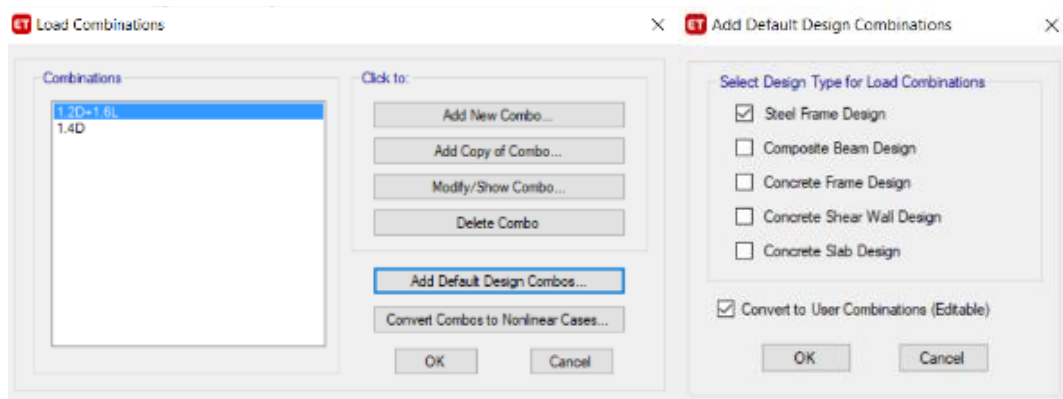 ET Load Combinations
Combinations
1.2D+1.6L
1.4D
Click to:
Add New Combo...
Add Copy of Combo...
Modify/Show Combo...
Delete Combo
Add Default Design Combos...
Convert Combos to Nonlinear Cases...
OK Cancel
ET Add Default Design Combinations
Select Design Type for Load Combinations
Steel Frame Design
Composite Beam Design
Concrete Frame Design
Concrete Shear Wall Design
Concrete Slab Design
Convert to User Combinations (Editable)
OK Cancel